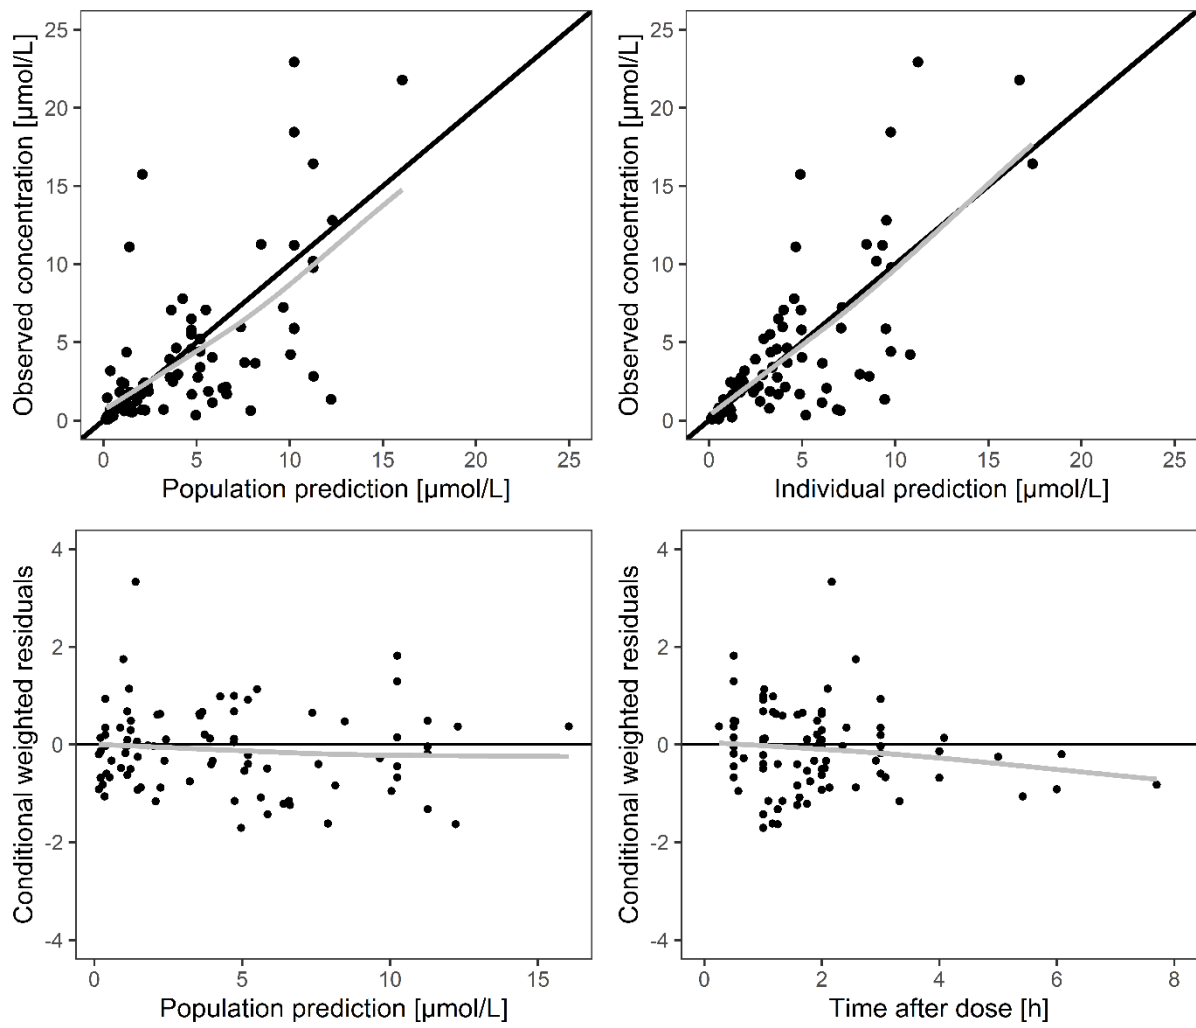 25
20
15
10
5
0
Observed concentration [µmol/L]
0 5 10 15 20 25
Population prediction [µmol/L]
25
20
15
10
5
0
Observed concentration [µmol/L]
0 5 10 15 20 25
Individual prediction [µmol/L]
4
2
0
-2
-4
Conditional weighted residuals
0 5 10 15
Population prediction [µmol/L]
4
2
0
-2
-4
Conditional weighted residuals
0 2 4 6 8
Time after dose [h]